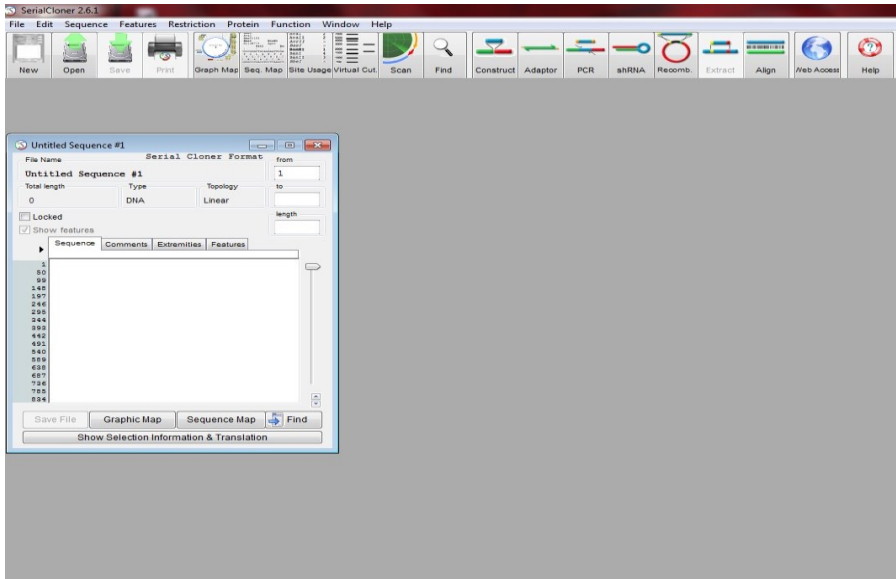 SerialCloner 2.6.1
File Edit Sequence Features Restriction Protein Function Window Help
New Open Save Print Graph Map Seq. Map Site Usage Virtual Cut. Scan Find Construct Adaptor PCR shRNA Recomb. Extract Align Web Access Help
Untitled Sequence #1
File Name Serial Cloner Format from
Untitled Sequence #1 1
Total length Type Topology to
0 DNA Linear
Locked length
Show features
Sequence Comments Extremities Features
1
50
99
148
197
246
295
344
393
442
491
540
589
638
687
736
785
834
Save File Graphic Map Sequence Map Find
Show Selection Information & Translation